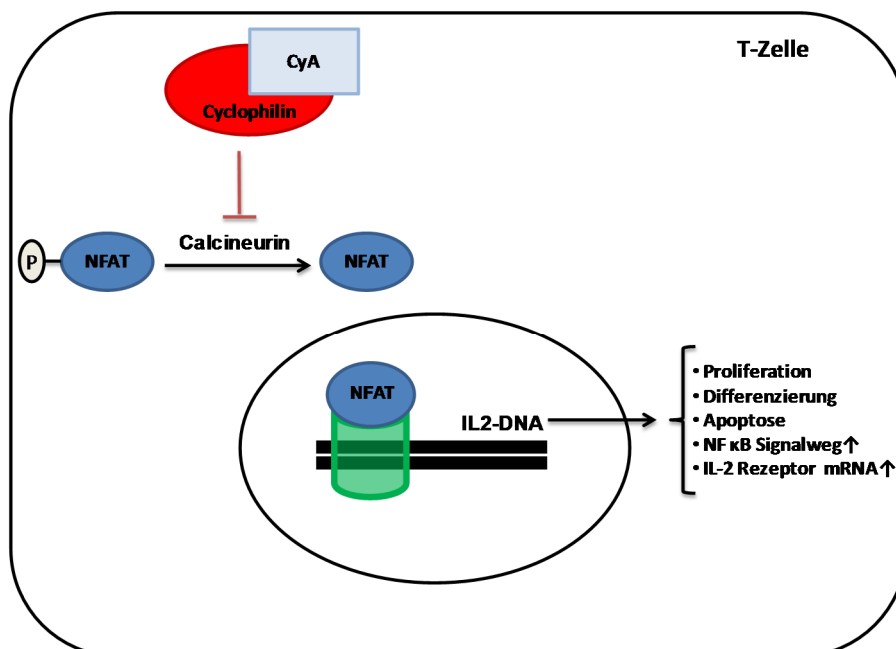 T-Zelle
CyA
Cyclophilin
Calcineurin
P
NFAT
NFAT
NFAT
IL2-DNA
• Proliferation
• Differenzierung
• Apoptose
• NF κB Signalweg↑
• IL-2 Rezeptor mRNA↑